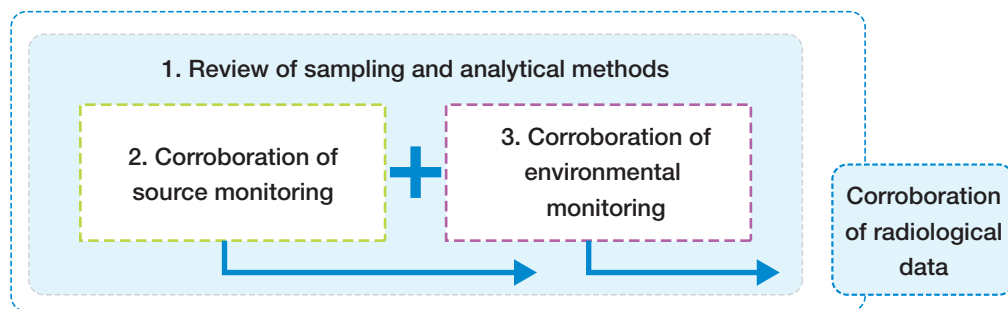 1. Review of sampling and analytical methods
2. Corroboration of
source monitoring
3. Corroboration of
environmental
monitoring
Corroboration
of radiological
data